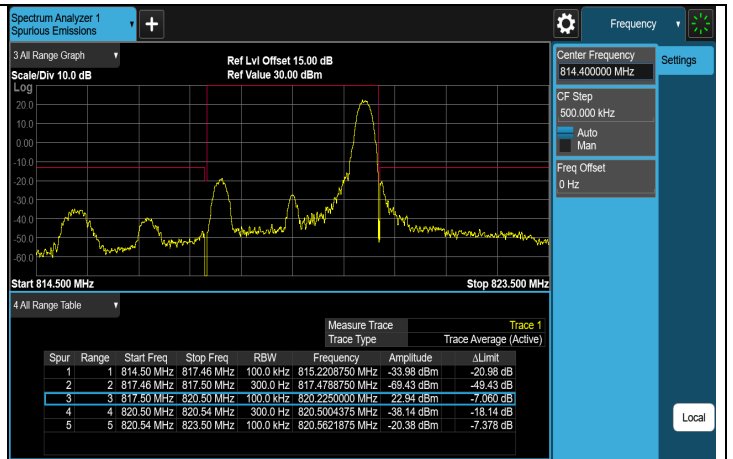 Spectrum Analyzer 1
Spurious Emissions
+
Frequency
3 All Range Graph
Ref Lvl Offset 15.00 dB
Scale/Div 10.0 dB
Ref Value 30.00 dBm
Log
20.0
10.0
0.00
-10.0
-20.0
-30.0
-40.0
-50.0
-60.0
Start 814.500 MHz
Stop 823.500 MHz
Center Frequency
814.400000 MHz
Settings
CF Step
500.000 kHz
Auto
Man
Freq Offset
0 Hz
4 All Range Table
Measure Trace Trace 1
Trace Type Trace Average (Active)
Spur Range Start Freq Stop Freq RBW Frequency Amplitude ΔLimit
1 1 814.50 MHz 817.46 MHz 100.0 kHz 815.2208750 MHz -33.98 dBm -20.98 dB
2 2 817.46 MHz 817.50 MHz 300.0 Hz 817.4788750 MHz -69.43 dBm -49.43 dB
3 3 817.50 MHz 820.50 MHz 100.0 kHz 820.2250000 MHz 22.94 dBm -7.060 dB
4 4 820.50 MHz 820.54 MHz 300.0 Hz 820.5004375 MHz -38.14 dBm -18.14 dB
5 5 820.54 MHz 823.50 MHz 100.0 kHz 820.5621875 MHz -20.38 dBm -7.378 dB
Local